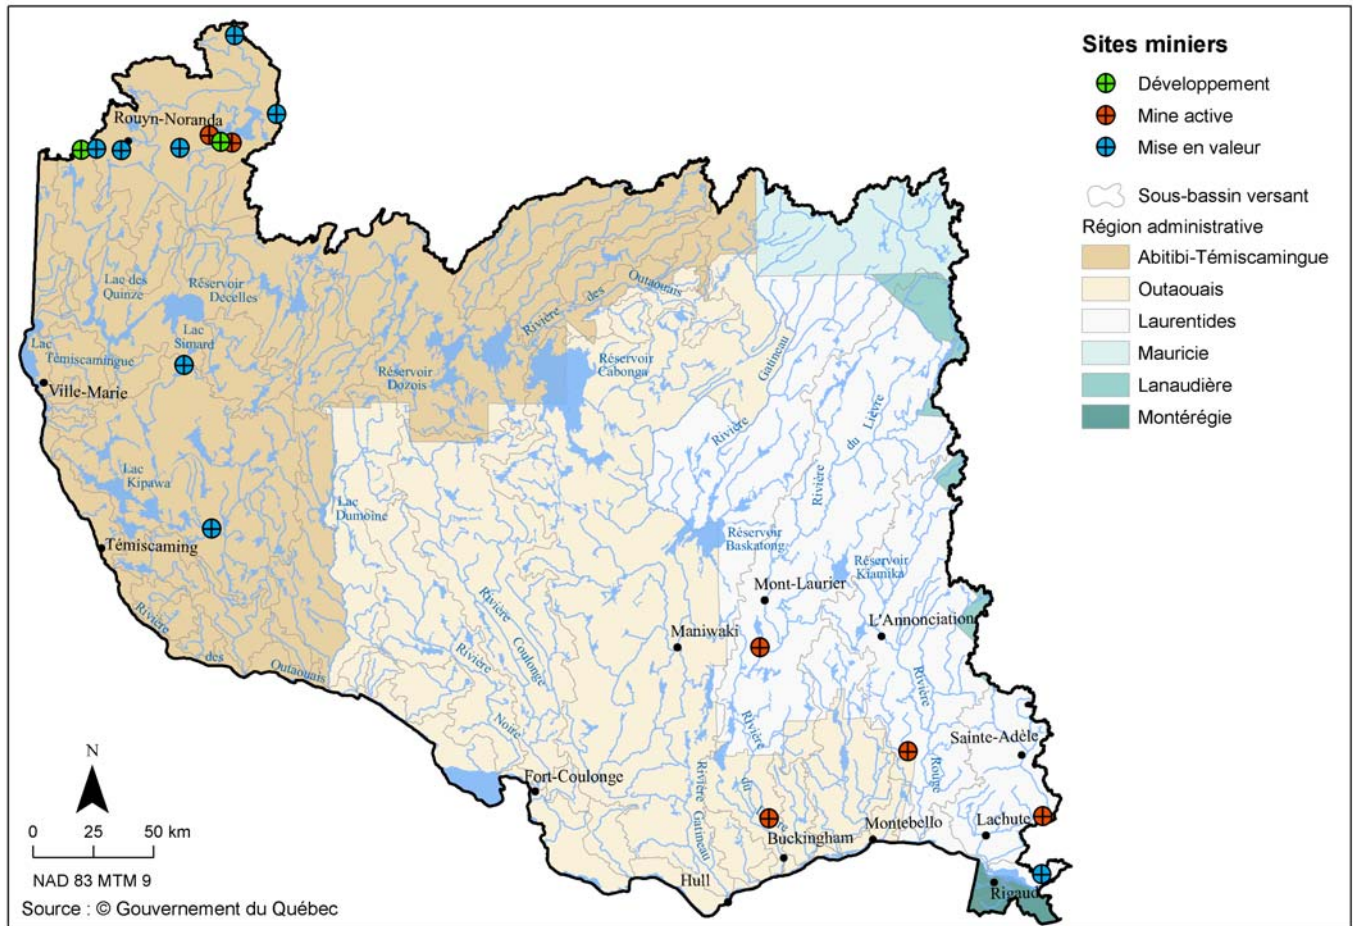 Sites miniers
Développement
Mine active
Mise en valeur
Sous-bassin versant
Région administrative
Abitibi-Témiscamingue
Outaouais
Laurentides
Mauricie
Lanaudière
Montérégie
Rouyn-Noranda
Lac des
Quinze
Réservoir
Decelles
Lac
Simard
Lac
Témiscamingue
Ville-Marie
Rivière des Outaouais
Réservoir
Dozois
Réservoir
Cabonga
Rivière Gatineau
Rivière du Lièvre
Lac
Kipawa
Lac
Dumoine
Témiscaming
Réservoir
Baskatong
Réservoir
Kiamika
Mont-Laurier
L'Annonciation
Maniwaki
Rivière des Outaouais
Rivière Coulonge
Rivière Noire
Rivière Rouge
Sainte-Adèle
Fort-Coulonge
Rivière Gatineau
Rivière du
Buckingham
Montebello
Lachute
Hull
Rigaud
N
0 25 50 km
NAD 83 MTM 9
Source : © Gouvernement du Québec